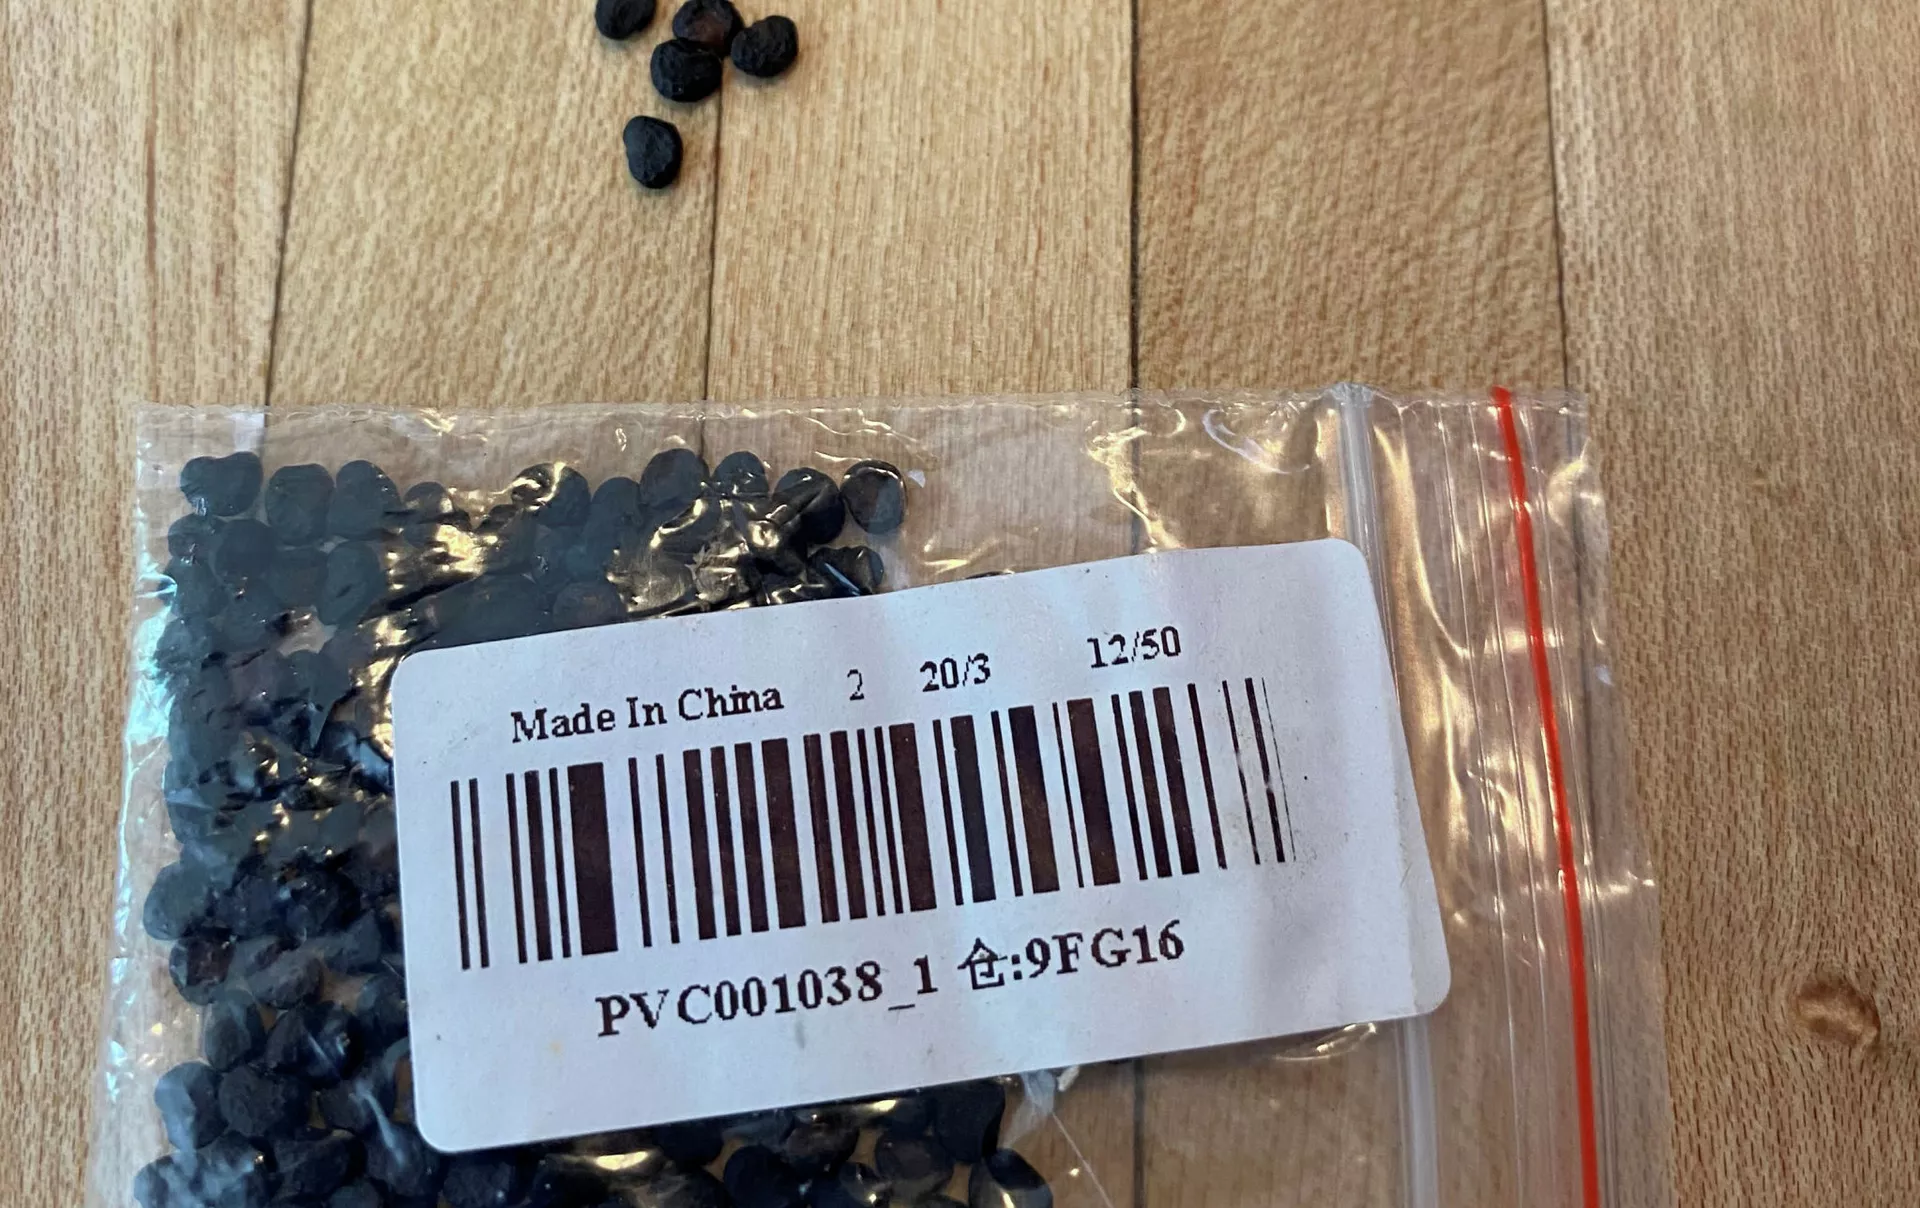 Made In China 2 20/3 12/50
PVC001038_1 仓:9FG16